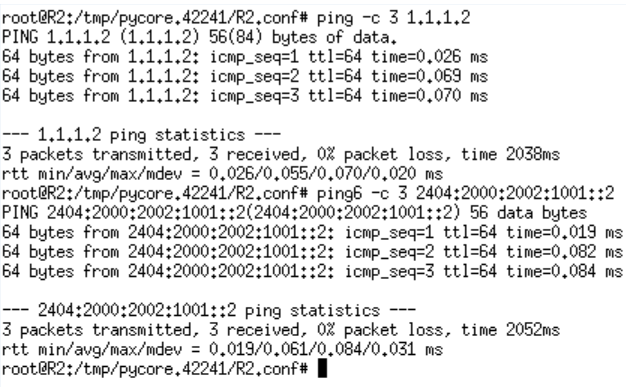 root@R2:/tmp/pycore.42241/R2.conf# ping -c 3 1.1.1.2
PING 1.1.1.2 (1.1.1.2) 56(84) bytes of data.
64 bytes from 1.1.1.2: icmp_seq=1 ttl=64 time=0.026 ms
64 bytes from 1.1.1.2: icmp_seq=2 ttl=64 time=0.069 ms
64 bytes from 1.1.1.2: icmp_seq=3 ttl=64 time=0.070 ms

--- 1.1.1.2 ping statistics ---
3 packets transmitted, 3 received, 0% packet loss, time 2038ms
rtt min/avg/max/mdev = 0.026/0.055/0.070/0.020 ms
root@R2:/tmp/pycore.42241/R2.conf# ping6 -c 3 2404:2000:2002:1001::2
PING 2404:2000:2002:1001::2(2404:2000:2002:1001::2) 56 data bytes
64 bytes from 2404:2000:2002:1001::2: icmp_seq=1 ttl=64 time=0.019 ms
64 bytes from 2404:2000:2002:1001::2: icmp_seq=2 ttl=64 time=0.082 ms
64 bytes from 2404:2000:2002:1001::2: icmp_seq=3 ttl=64 time=0.084 ms

--- 2404:2000:2002:1001::2 ping statistics ---
3 packets transmitted, 3 received, 0% packet loss, time 2052ms
rtt min/avg/max/mdev = 0.019/0.061/0.084/0.031 ms
root@R2:/tmp/pycore.42241/R2.conf#